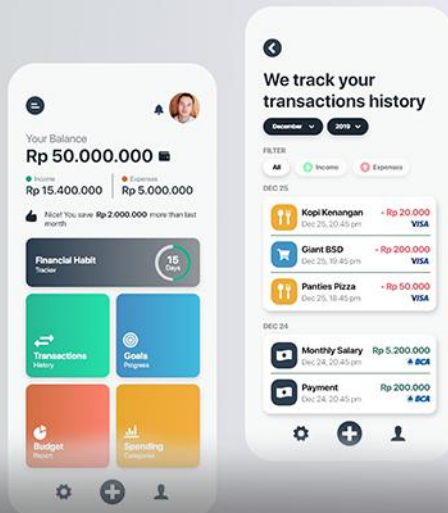 Your Balance
Rp 50.000.000
Income
Expenses
Rp 15.400.000
Rp 5.000.000
Nice! You save Rp 2.000.000 more than last
month
Financial Habit
Tracker
15
Days
Transactions
History
Goals
Progress
Budget
Report
Spending
Categories
We track your
transactions history
December
2019
FILTER
All
Income
Expenses
DEC 25
Kopi Kenangan
- Rp 20.000
Dec 25, 20.45 pm
VISA
Giant BSD
- Rp 200.000
Dec 25, 19.45 pm
VISA
Panties Pizza
- Rp 50.000
Dec 25, 18.45 pm
VISA
DEC 24
Monthly Salary
Rp 5.200.000
Dec 24, 20.45 pm
BCA
Payment
Rp 200.000
Dec 24, 20.45 pm
BCA